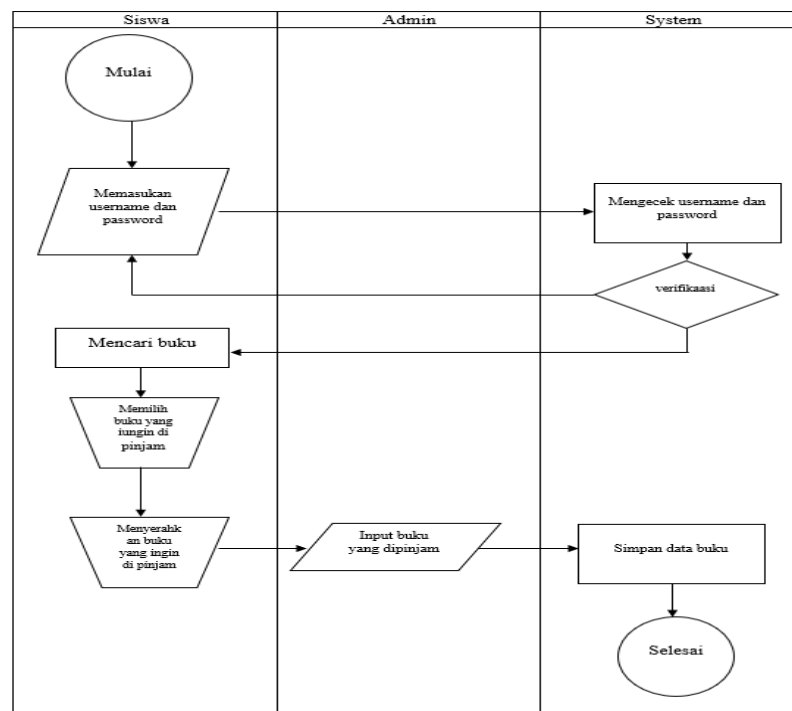 Siswa
Admin
System
Mulai
Memasukan
username dan
password
Mengecek username dan
password
verifikaasi
Mencari buku
Memilih
buku yang
iungin di
pinjam
Menyerahk
an buku
yang ingin
di pinjam
Input buku
yang dipinjam
Simpan data buku
Selesai